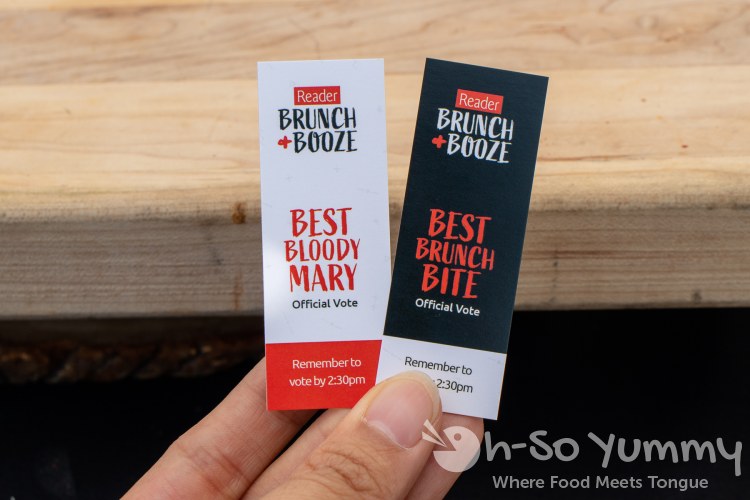 Reader
BRUNCH
+BOOZE
BEST
BLOODY
MARY
Official Vote
Remember to
vote by 2:30pm
Reader
BRUNCH
+BOOZE
BEST
BRUNCH
BITE
Official Vote
Remember to
2:30pm
Oh-So Yummy
Where Food Meets Tongue